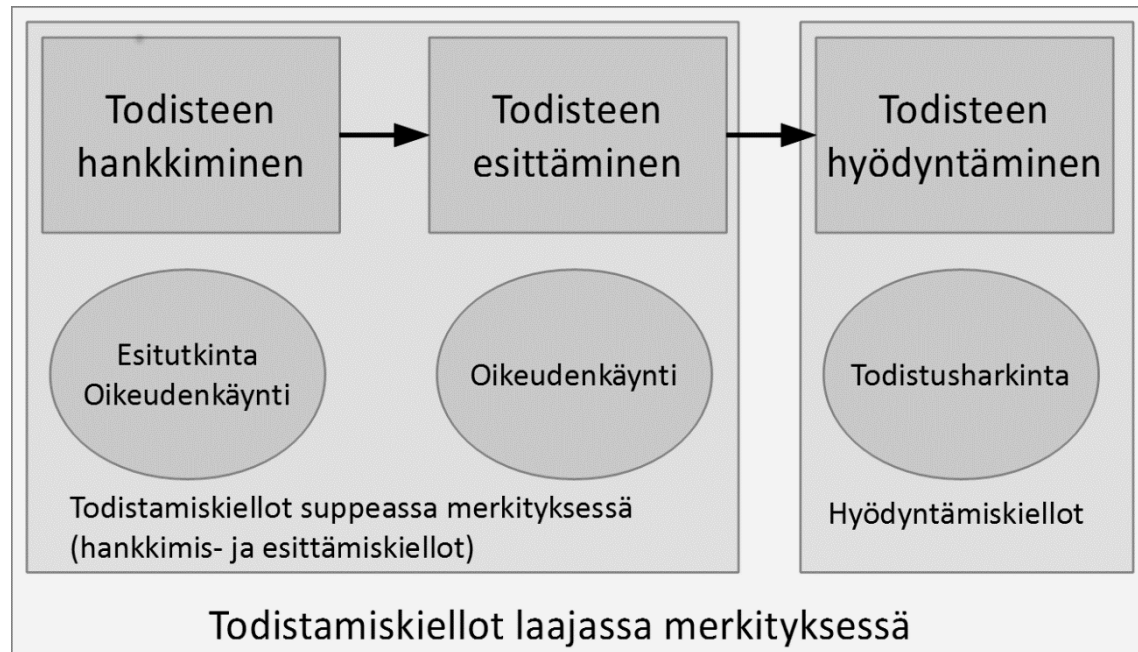 Todisteen
hankkiminen
Todisteen
esittäminen
Todisteen
hyödyntäminen
Esitutkinta
Oikeudenkäynti
Oikeudenkäynti
Todistusharkinta
Todistamiskiellot suppeassa merkityksessä
(hankkimis- ja esittämiskiellot)
Hyödyntämiskiellot
Todistamiskiellot laajassa merkityksessä